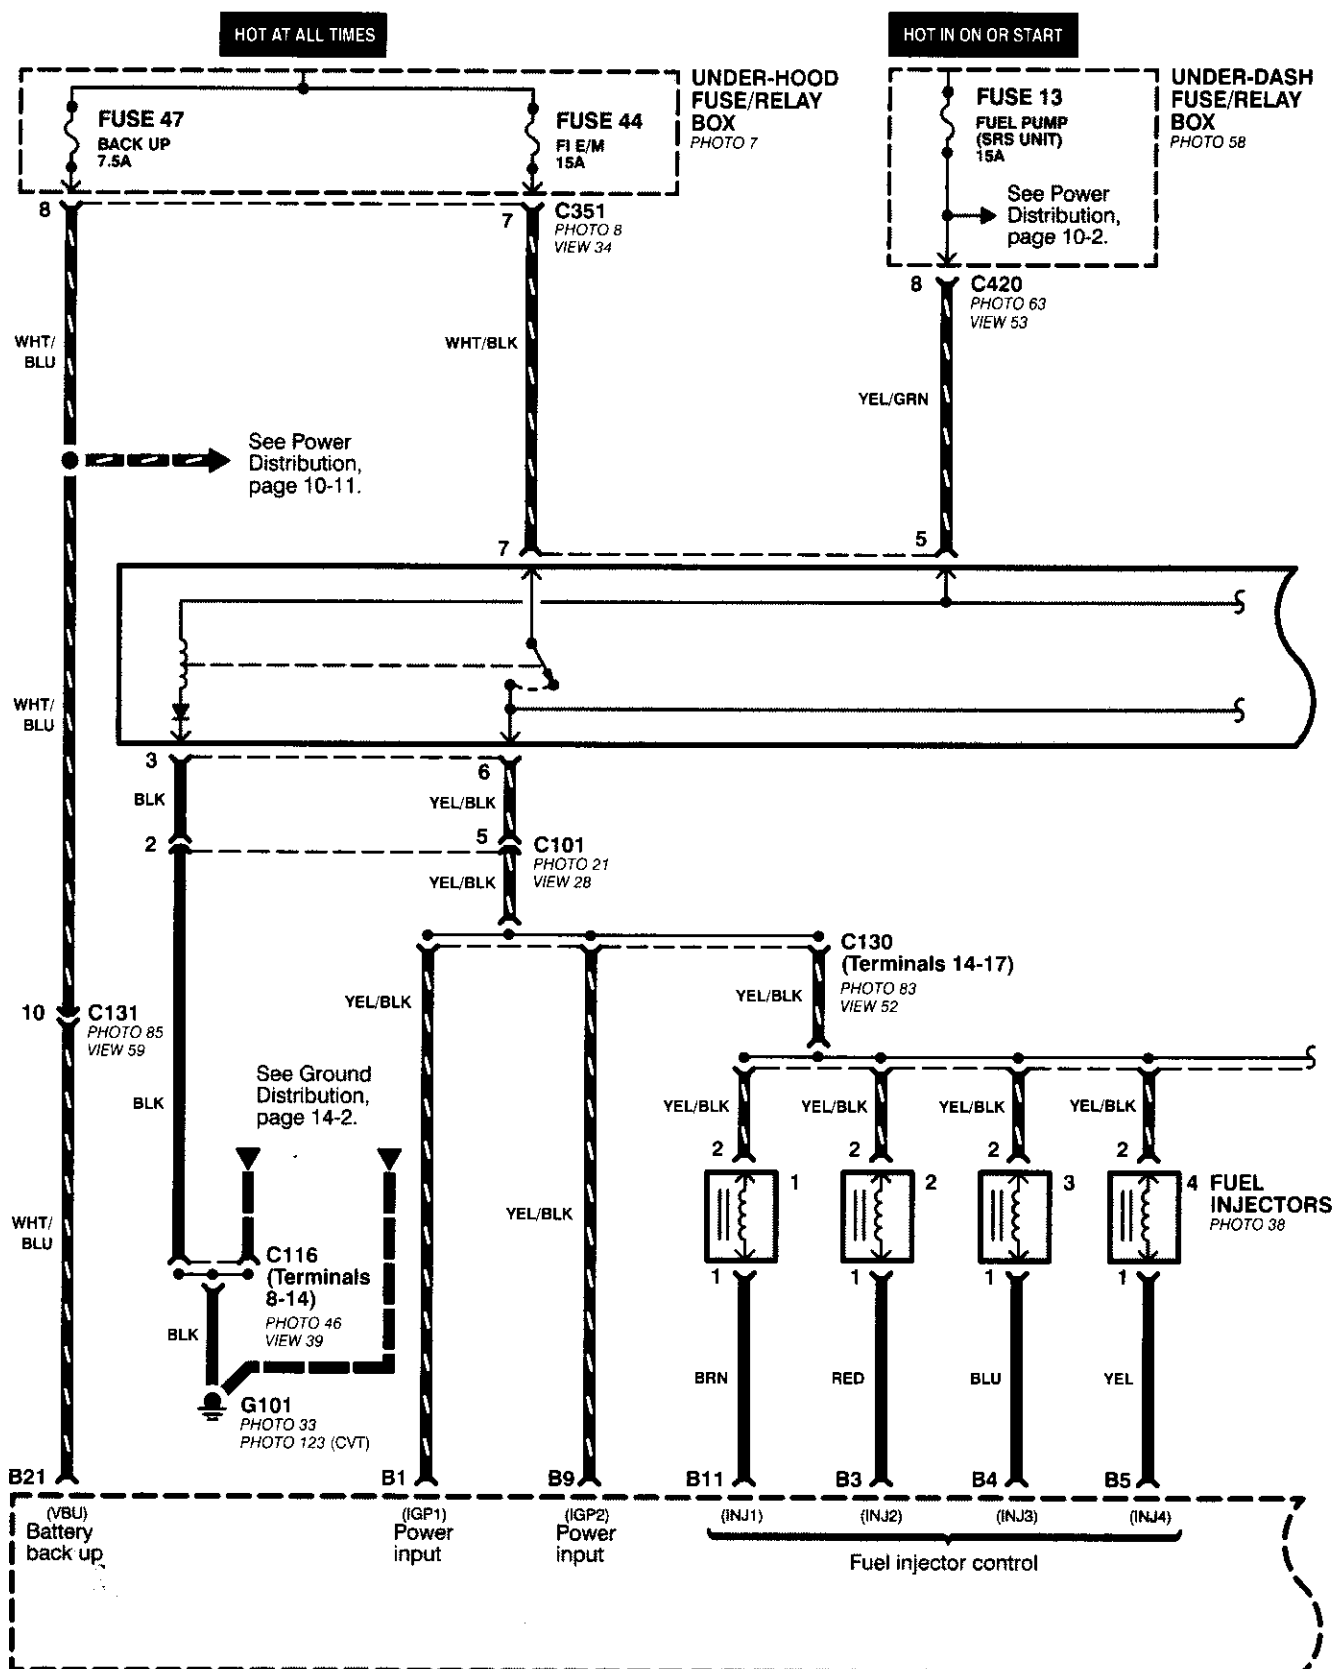 HOT AT ALL TIMES
HOT IN ON OR START
UNDER-HOOD
FUSE/RELAY
BOX
PHOTO 7
UNDER-DASH
FUSE/RELAY
BOX
PHOTO 58
FUSE 47
BACK UP
7.5A
FUSE 44
FI E/M
15A
FUSE 13
FUEL PUMP
(SRS UNIT)
15A
See Power
Distribution,
page 10-2.
8
7
C351
PHOTO 8
VIEW 34
8
C420
PHOTO 63
VIEW 53
WHT/
BLU
WHT/BLK
YEL/GRN
See Power
Distribution,
page 10-11.
7
5
WHT/
BLU
3
6
BLK
YEL/BLK
2
5
C101
PHOTO 21
VIEW 28
YEL/BLK
C130
(Terminals 14-17)
PHOTO 83
VIEW 52
YEL/BLK
YEL/BLK
10
C131
PHOTO 85
VIEW 59
See Ground
Distribution,
page 14-2.
BLK
YEL/BLK
YEL/BLK
YEL/BLK
YEL/BLK
2
2
2
2
1
2
3
4
FUEL
INJECTORS
PHOTO 38
WHT/
BLU
YEL/BLK
C116
(Terminals
8-14)
PHOTO 46
VIEW 39
1
1
1
1
BLK
BRN
RED
BLU
YEL
G101
PHOTO 33
PHOTO 123 (CVT)
B21
B1
B9
B11
B3
B4
B5
(VBU)
Battery
back up
(IGP1)
Power
input
(IGP2)
Power
input
(INJ1)
(INJ2)
(INJ3)
(INJ4)
Fuel injector control